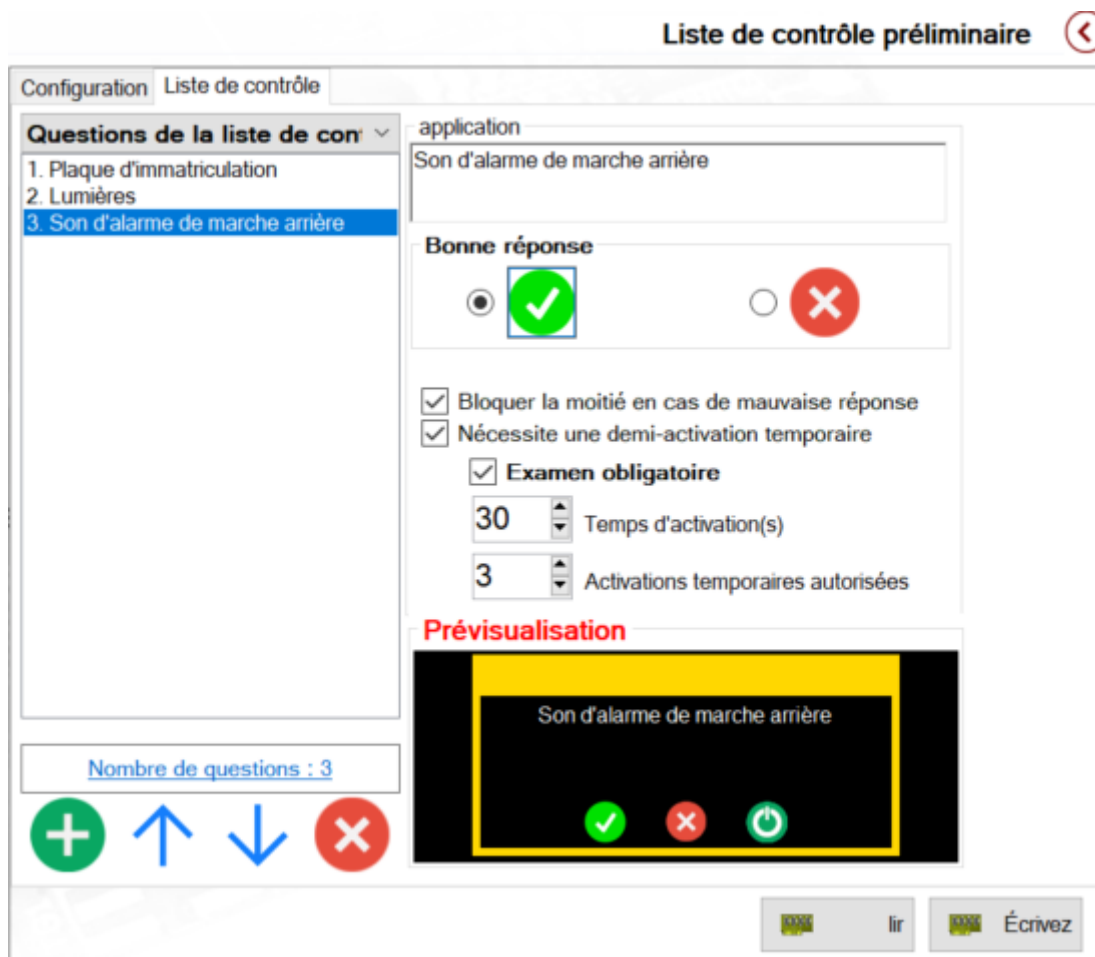 Liste de contrôle préliminaire
Configuration Liste de contrôle
Questions de la liste de con
1. Plaque d'immatriculation
2. Lumières
3. Son d'alarme de marche arrière
application
Son d'alarme de marche arrière
Bonne réponse
Bloquer la moitié en cas de mauvaise réponse
Nécessite une demi-activation temporaire
Examen obligatoire
30 Temps d'activation(s)
3 Activations temporaires autorisées
Prévisualisation
Son d'alarme de marche arrière
Nombre de questions : 3
lir Écrivez